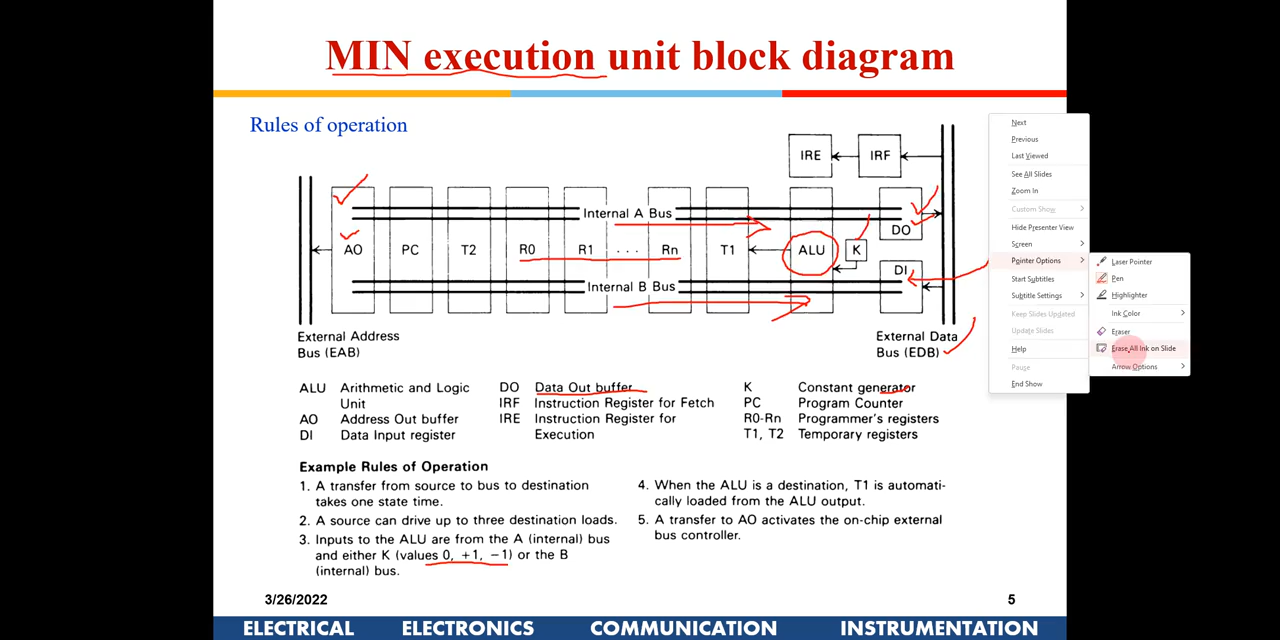 MIN execution unit block diagram
Rules of operation
IRE
IRF
Internal A Bus
DO
AO
PC
T2
R0
R1
...
Rn
T1
ALU
K
DI
Internal B Bus
External Address
Bus (EAB)
External Data
Bus (EDB)
ALU Arithmetic and Logic
Unit
AO Address Out buffer
DI Data Input register
DO Data Out buffer
IRF Instruction Register for Fetch
IRE Instruction Register for
Execution
K Constant generator
PC Program Counter
R0-Rn Programmer's registers
T1, T2 Temporary registers
Example Rules of Operation
1. A transfer from source to bus to destination
takes one state time.
2. A source can drive up to three destination loads.
3. Inputs to the ALU are from the A (internal) bus
and either K (values 0, +1, −1) or the B
(internal) bus.
4. When the ALU is a destination, T1 is automati-
cally loaded from the ALU output.
5. A transfer to AO activates the on-chip external
bus controller.
3/26/2022
5
ELECTRICAL ELECTRONICS COMMUNICATION INSTRUMENTATION
Next
Previous
Last Viewed
See All Slides
Zoom In
Custom Show
Hide Presenter View
Screen
Pointer Options
Start Subtitles
Subtitle Settings
Keep Slides Updated
Update Slides
Help
Pause
End Show
Laser Pointer
Pen
Highlighter
Ink Color
Eraser
Erase All Ink on Slide
Arrow Options